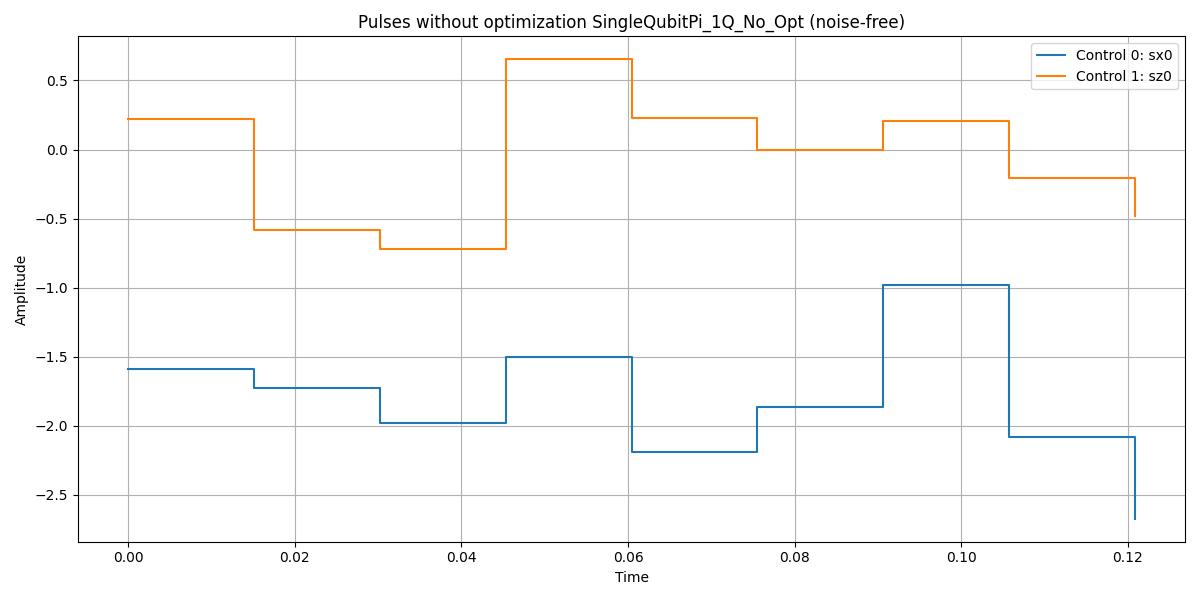 Pulses without optimization SingleQubitPi_1Q_No_Opt (noise-free)
Control 0: sx0
Control 1: sz0
Amplitude
0.5
0.0
−0.5
−1.0
−1.5
−2.0
−2.5
0.00 0.02 0.04 0.06 0.08 0.10 0.12
Time